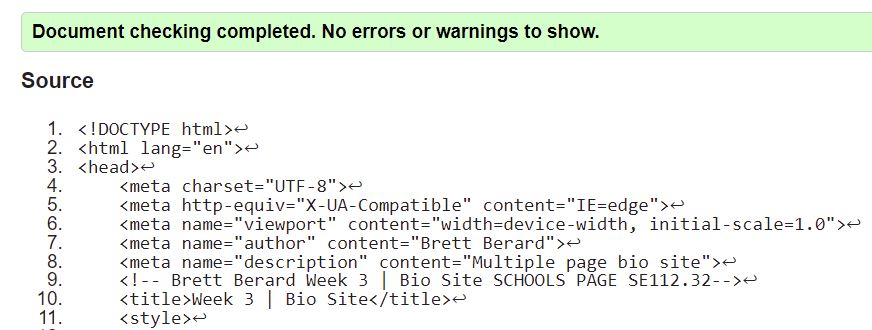 Document checking completed. No errors or warnings to show.
Source
1. <!DOCTYPE html>↩
2. <html lang="en">↩
3. <head>↩
4.     <meta charset="UTF-8">↩
5.     <meta http-equiv="X-UA-Compatible" content="IE=edge">↩
6.     <meta name="viewport" content="width=device-width, initial-scale=1.0">↩
7.     <meta name="author" content="Brett Berard">↩
8.     <meta name="description" content="Multiple page bio site">↩
9.     <!-- Brett Berard Week 3 | Bio Site SCHOOLS PAGE SE112.32-->↩
10.     <title>Week 3 | Bio Site</title>↩
11.     <style>↩